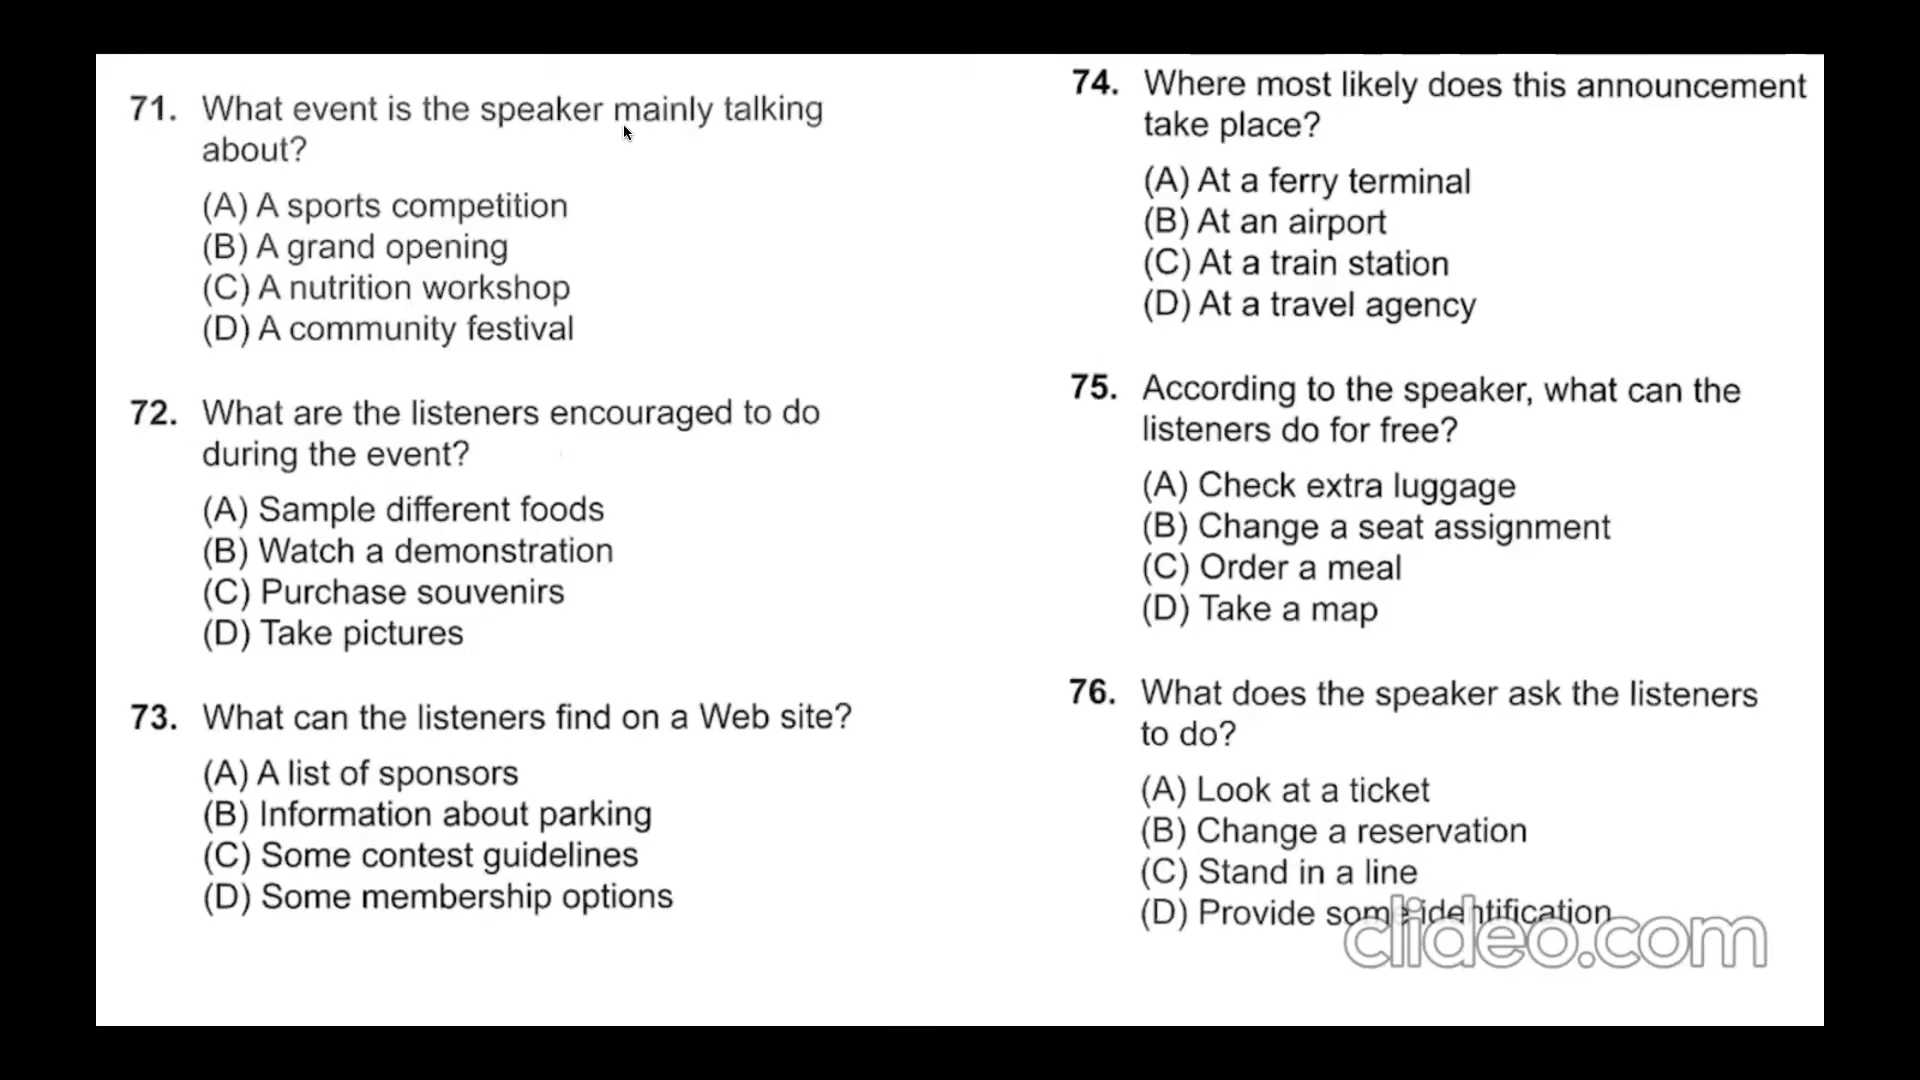 71. What event is the speaker mainly talking
about?
(A) A sports competition
(B) A grand opening
(C) A nutrition workshop
(D) A community festival
72. What are the listeners encouraged to do
during the event?
(A) Sample different foods
(B) Watch a demonstration
(C) Purchase souvenirs
(D) Take pictures
73. What can the listeners find on a Web site?
(A) A list of sponsors
(B) Information about parking
(C) Some contest guidelines
(D) Some membership options
74. Where most likely does this announcement
take place?
(A) At a ferry terminal
(B) At an airport
(C) At a train station
(D) At a travel agency
75. According to the speaker, what can the
listeners do for free?
(A) Check extra luggage
(B) Change a seat assignment
(C) Order a meal
(D) Take a map
76. What does the speaker ask the listeners
to do?
(A) Look at a ticket
(B) Change a reservation
(C) Stand in a line
(D) Provide some identification
clideo.com